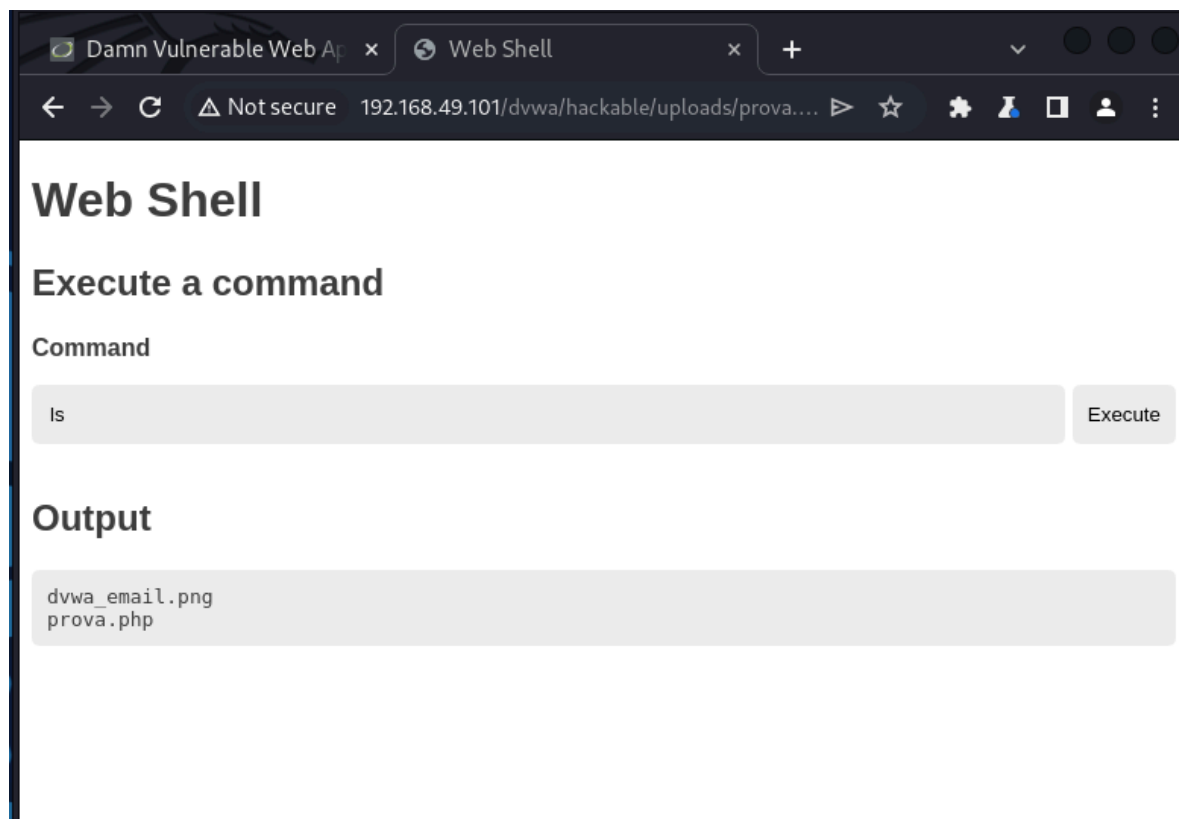 Damn Vulnerable Web Ap
Web Shell
Not secure 192.168.49.101/dvwa/hackable/uploads/prova....
Web Shell
Execute a command
Command
ls
Execute
Output
dvwa_email.png
prova.php